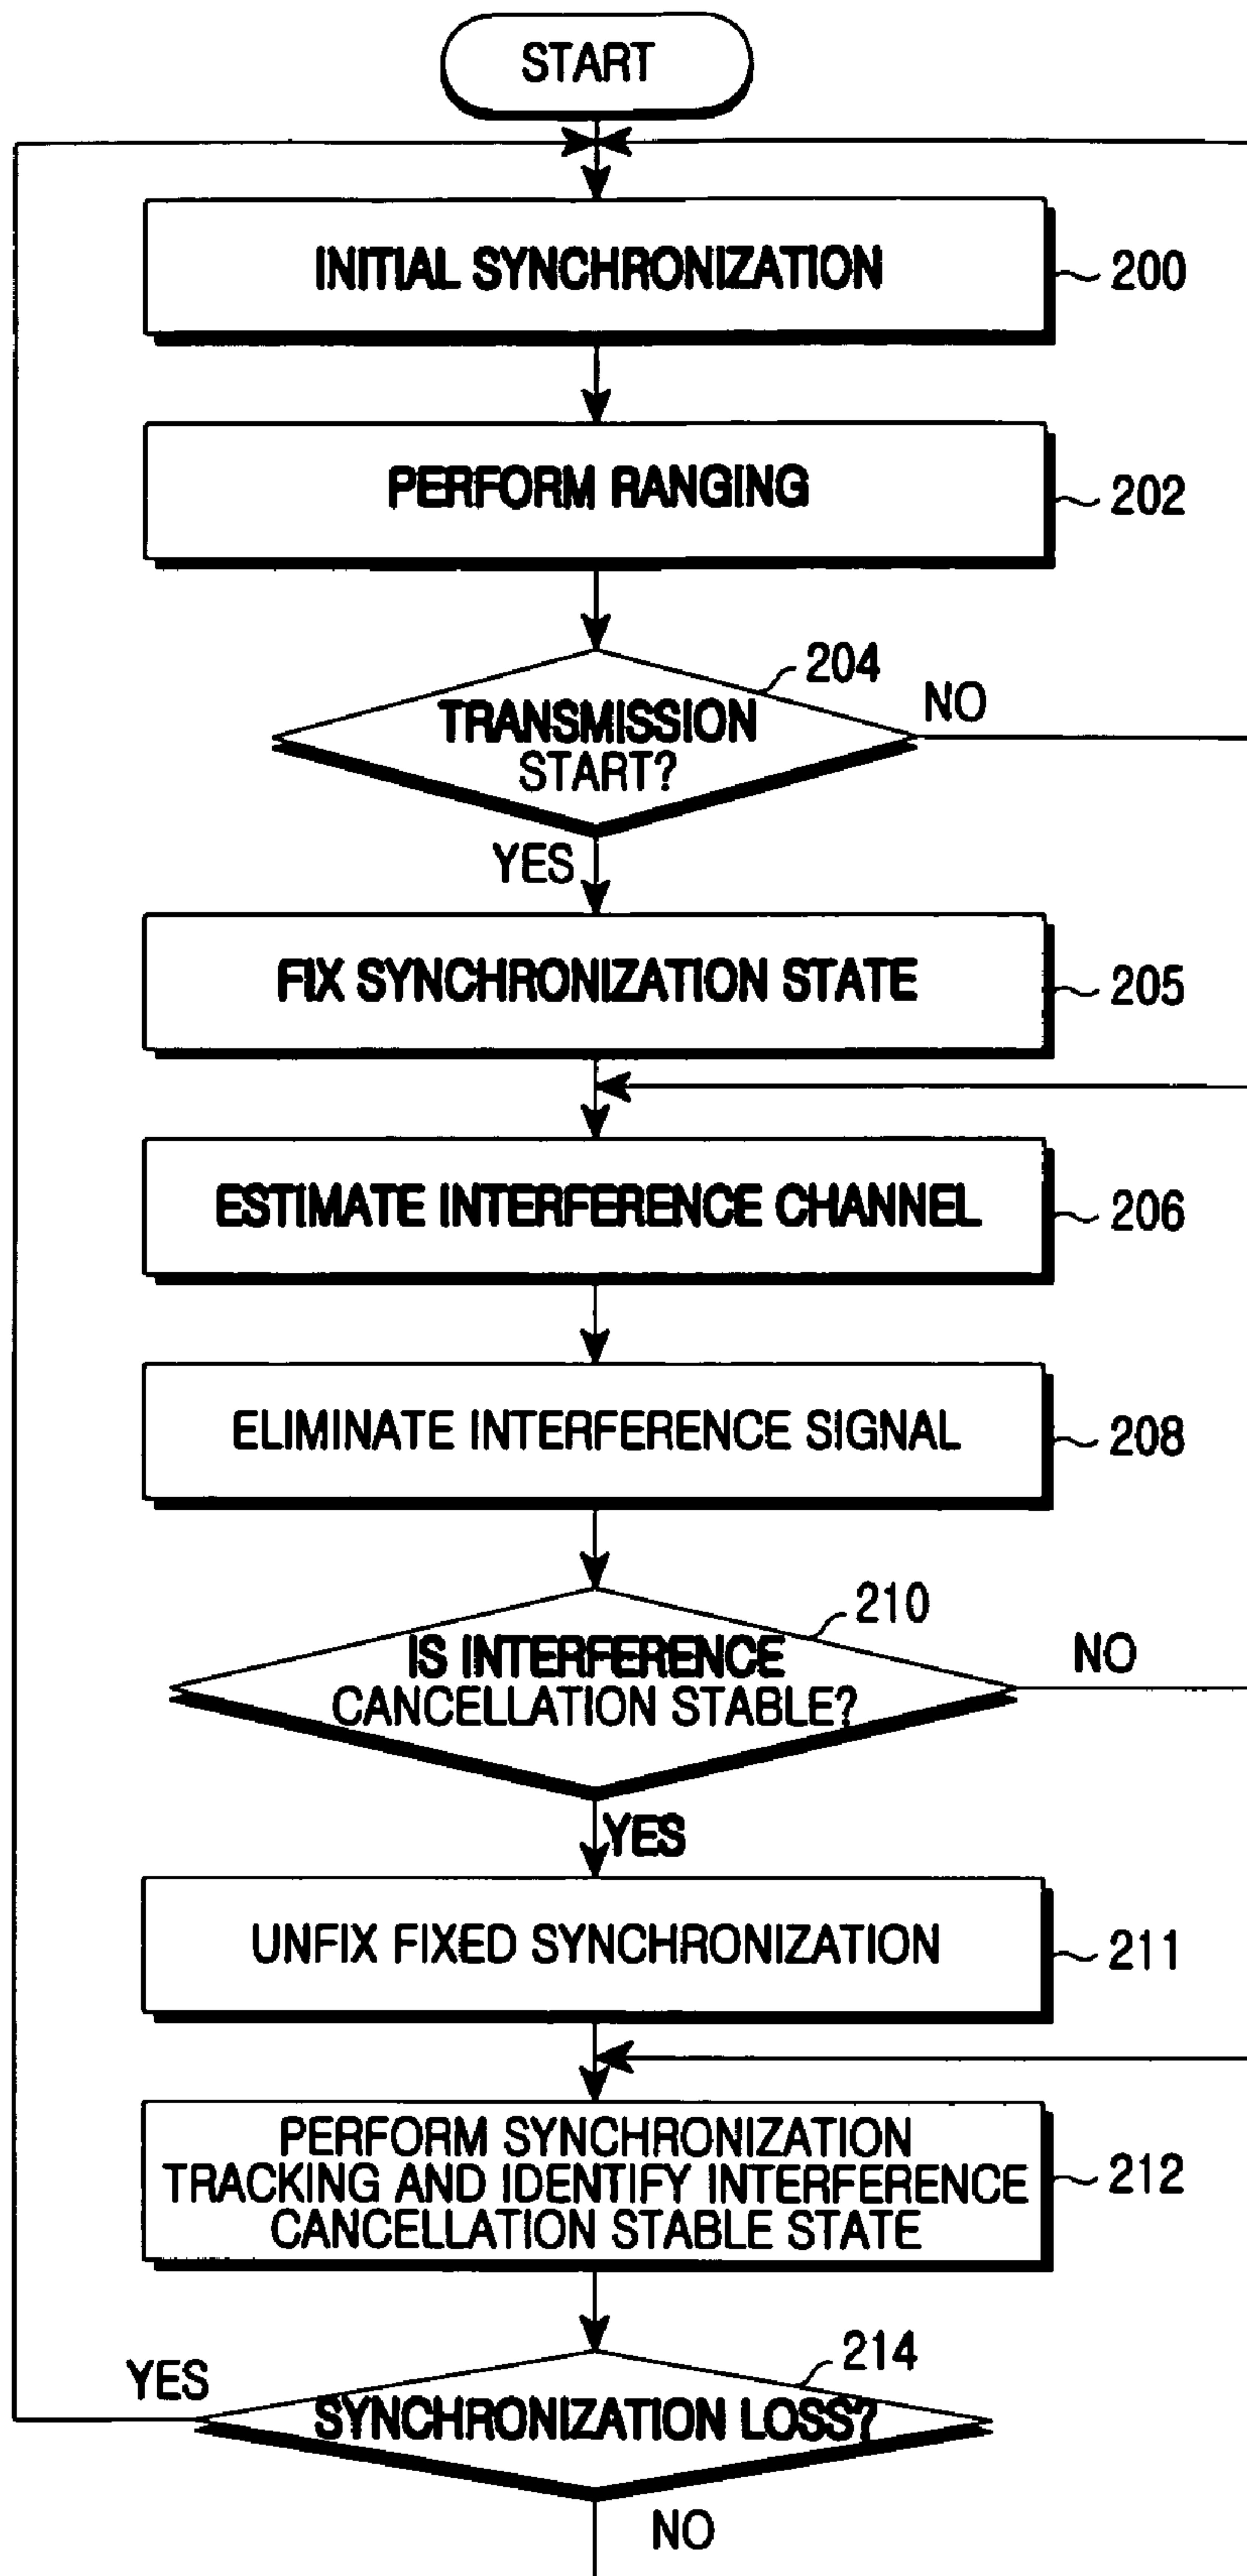 START
INITIAL SYNCHRONIZATION
200
PERFORM RANGING
202
204
TRANSMISSION
START?
NO
YES
FIX SYNCHRONIZATION STATE
205
ESTIMATE INTERFERENCE CHANNEL
206
ELIMINATE INTERFERENCE SIGNAL
208
210
IS INTERFERENCE
CANCELLATION STABLE?
NO
YES
UNFIX FIXED SYNCHRONIZATION
211
PERFORM SYNCHRONIZATION
TRACKING AND IDENTIFY INTERFERENCE
CANCELLATION STABLE STATE
212
214
YES
SYNCHRONIZATION LOSS?
NO